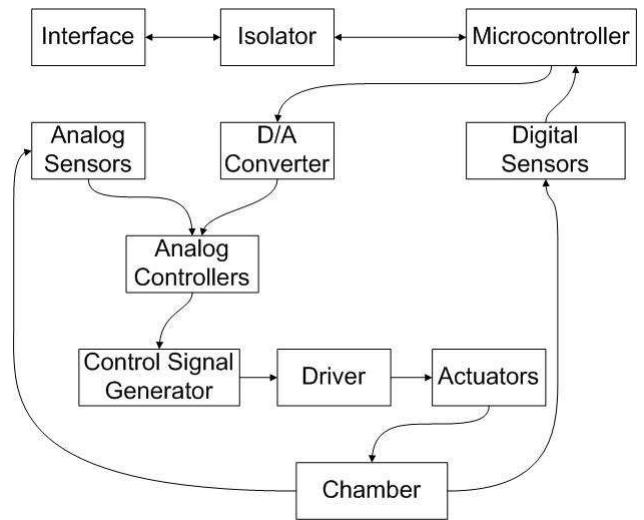 Interface
Isolator
Microcontroller
Analog
Sensors
D/A
Converter
Digital
Sensors
Analog
Controllers
Control Signal
Generator
Driver
Actuators
Chamber